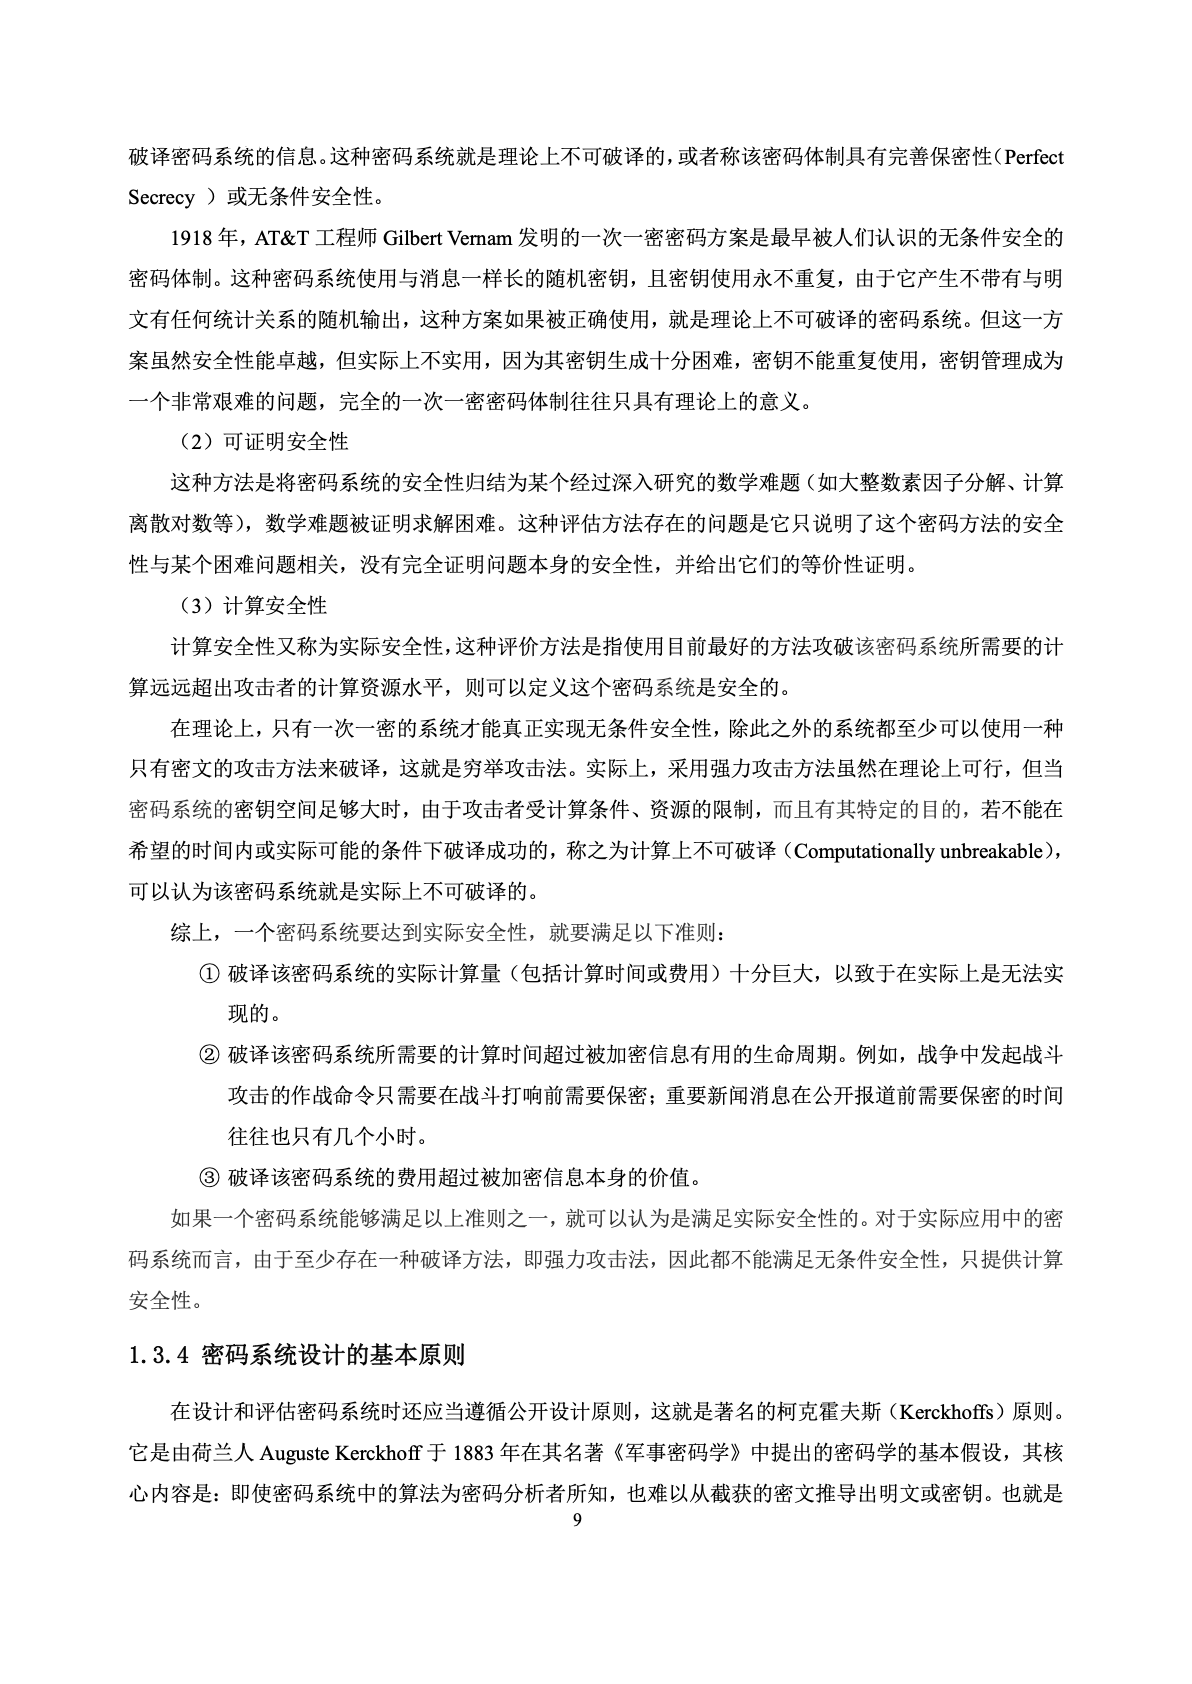 破译密码系统的信息。这种密码系统就是理论上不可破译的，或者称该密码体制具有完善保密性（Perfect
Secrecy ）或无条件安全性。
1918 年，AT&T 工程师 Gilbert Vernam 发明的一次一密密码方案是最早被人们认识的无条件安全的
密码体制。这种密码系统使用与消息一样长的随机密钥，且密钥使用永不重复，由于它产生不带有与明
文有任何统计关系的随机输出，这种方案如果被正确使用，就是理论上不可破译的密码系统。但这一方
案虽然安全性能卓越，但实际上不实用，因为其密钥生成十分困难，密钥不能重复使用，密钥管理成为
一个非常艰难的问题，完全的一次一密密码体制往往只具有理论上的意义。
（2）可证明安全性
这种方法是将密码系统的安全性归结为某个经过深入研究的数学难题（如大整数素因子分解、计算
离散对数等），数学难题被证明求解困难。这种评估方法存在的问题是它只说明了这个密码方法的安全
性与某个困难问题相关，没有完全证明问题本身的安全性，并给出它们的等价性证明。
（3）计算安全性
计算安全性又称为实际安全性，这种评价方法是指使用目前最好的方法攻破该密码系统所需要的计
算远远超出攻击者的计算资源水平，则可以定义这个密码系统是安全的。
在理论上，只有一次一密的系统才能真正实现无条件安全性，除此之外的系统都至少可以使用一种
只有密文的攻击方法来破译，这就是穷举攻击法。实际上，采用强力攻击方法虽然在理论上可行，但当
密码系统的密钥空间足够大时，由于攻击者受计算条件、资源的限制，而且有其特定的目的，若不能在
希望的时间内或实际可能的条件下破译成功的，称之为计算上不可破译（Computationally unbreakable），
可以认为该密码系统就是实际上不可破译的。
综上，一个密码系统要达到实际安全性，就要满足以下准则：
① 破译该密码系统的实际计算量（包括计算时间或费用）十分巨大，以致于在实际上是无法实
现的。
② 破译该密码系统所需要的计算时间超过被加密信息有用的生命周期。例如，战争中发起战斗
攻击的作战命令只需要在战斗打响前需要保密；重要新闻消息在公开报道前需要保密的时间
往往也只有几个小时。
③ 破译该密码系统的费用超过被加密信息本身的价值。
如果一个密码系统能够满足以上准则之一，就可以认为是满足实际安全性的。对于实际应用中的密
码系统而言，由于至少存在一种破译方法，即强力攻击法，因此都不能满足无条件安全性，只提供计算
安全性。
1.3.4 密码系统设计的基本原则
在设计和评估密码系统时还应当遵循公开设计原则，这就是著名的柯克霍夫斯（Kerckhoffs）原则。
它是由荷兰人 Auguste Kerckhoff 于 1883 年在其名著《军事密码学》中提出的密码学的基本假设，其核
心内容是：即使密码系统中的算法为密码分析者所知，也难以从截获的密文推导出明文或密钥。也就是
9